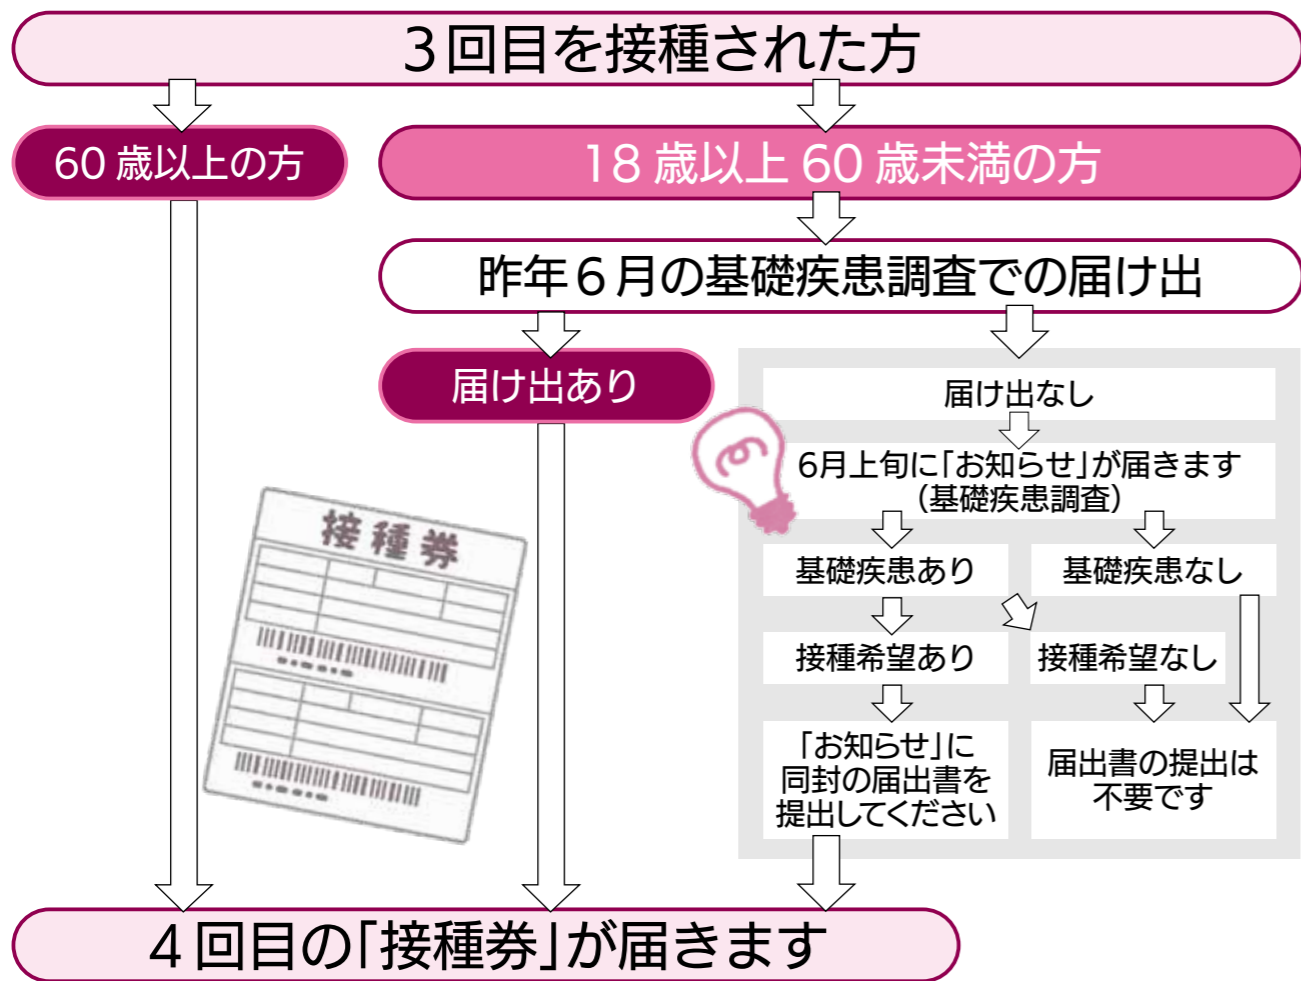 3回目を接種された方
60歳以上の方
18歳以上60歳未満の方
昨年6月の基礎疾患調査での届け出
届け出あり
届け出なし
6月上旬に「お知らせ」が届きます
(基礎疾患調査)
基礎疾患あり
基礎疾患なし
接種希望あり
接種希望なし
「お知らせ」に
同封の届出書を
提出してください
届出書の提出は
不要です
接種券
4回目の「接種券」が届きます